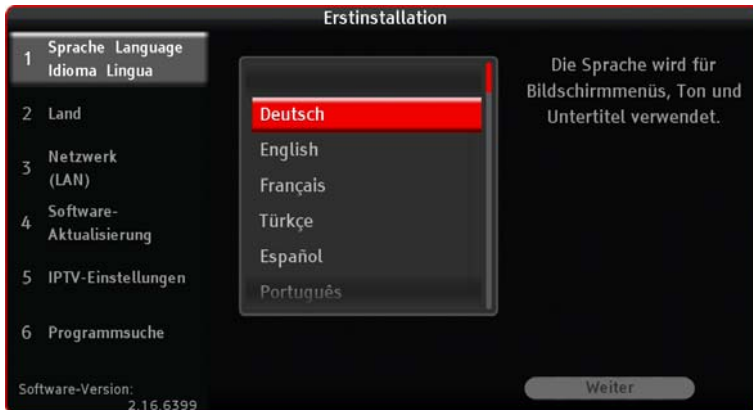 Erstinstallation
1 Sprache Language
Idioma Lingua
2 Land
3 Netzwerk
(LAN)
4 Software-
Aktualisierung
5 IPTV-Einstellungen
6 Programmsuche
Software-Version:
2.16.6399
Deutsch
English
Français
Türkçe
Español
Português
Die Sprache wird für
Bildschirmmenüs, Ton und
Untertitel verwendet.
Weiter